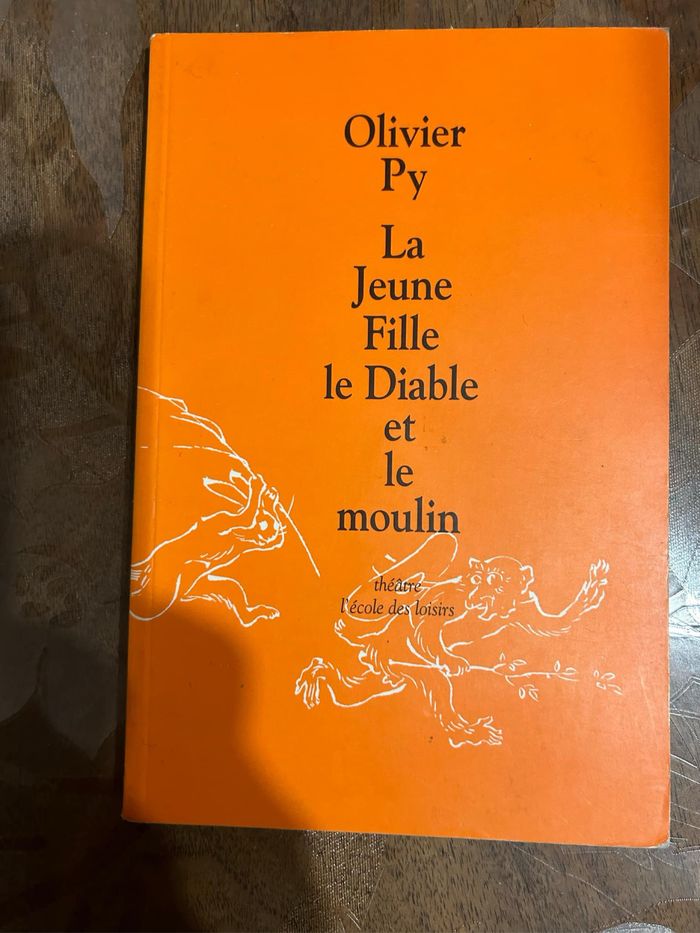 Olivier
Py
La
Jeune
Fille
le Diable
et
le
moulin
théâtre
l'école des loisirs